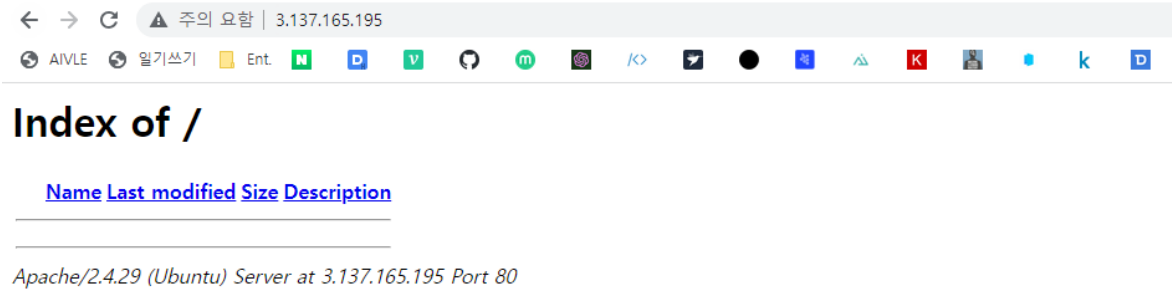 주의 요함 | 3.137.165.195
AIVLE 일기쓰기 Ent.
Index of /
Name Last modified Size Description
Apache/2.4.29 (Ubuntu) Server at 3.137.165.195 Port 80